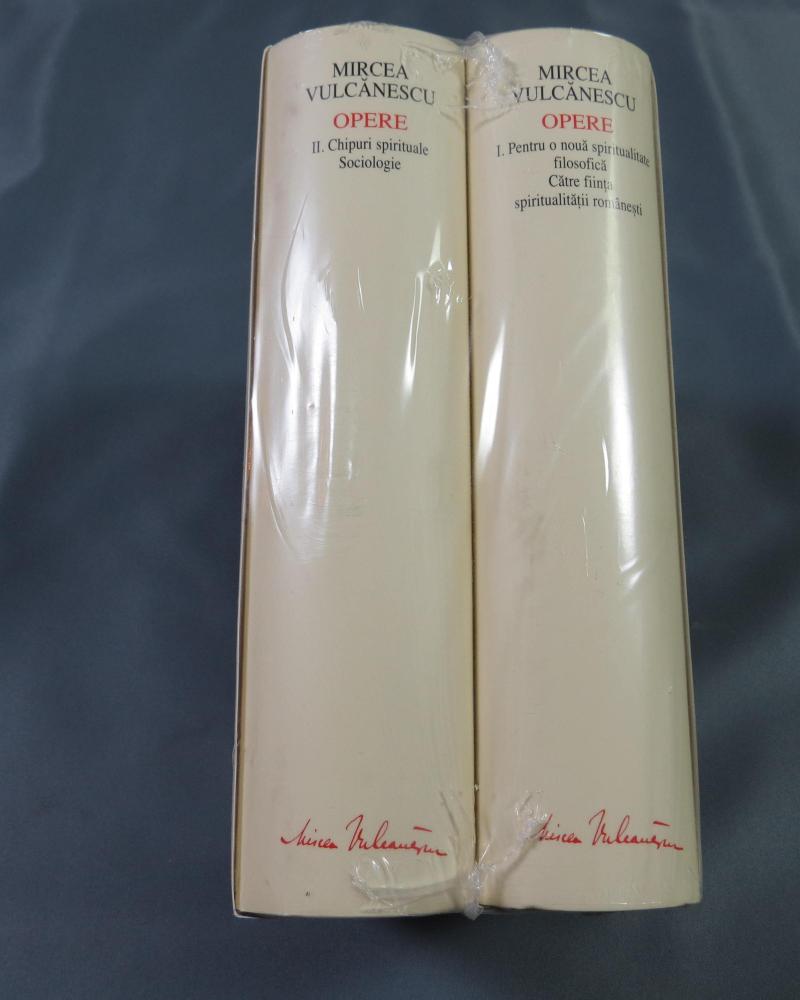 MIRCEA
VULCĂNESCU
OPERE
II. Chipuri spirituale
Sociologie
Mircea Vulcănescu
MIRCEA
VULCĂNESCU
OPERE
I. Pentru o nouă spiritualitate
filosofică
Către ființa
spiritualității românești
Mircea Vulcănescu